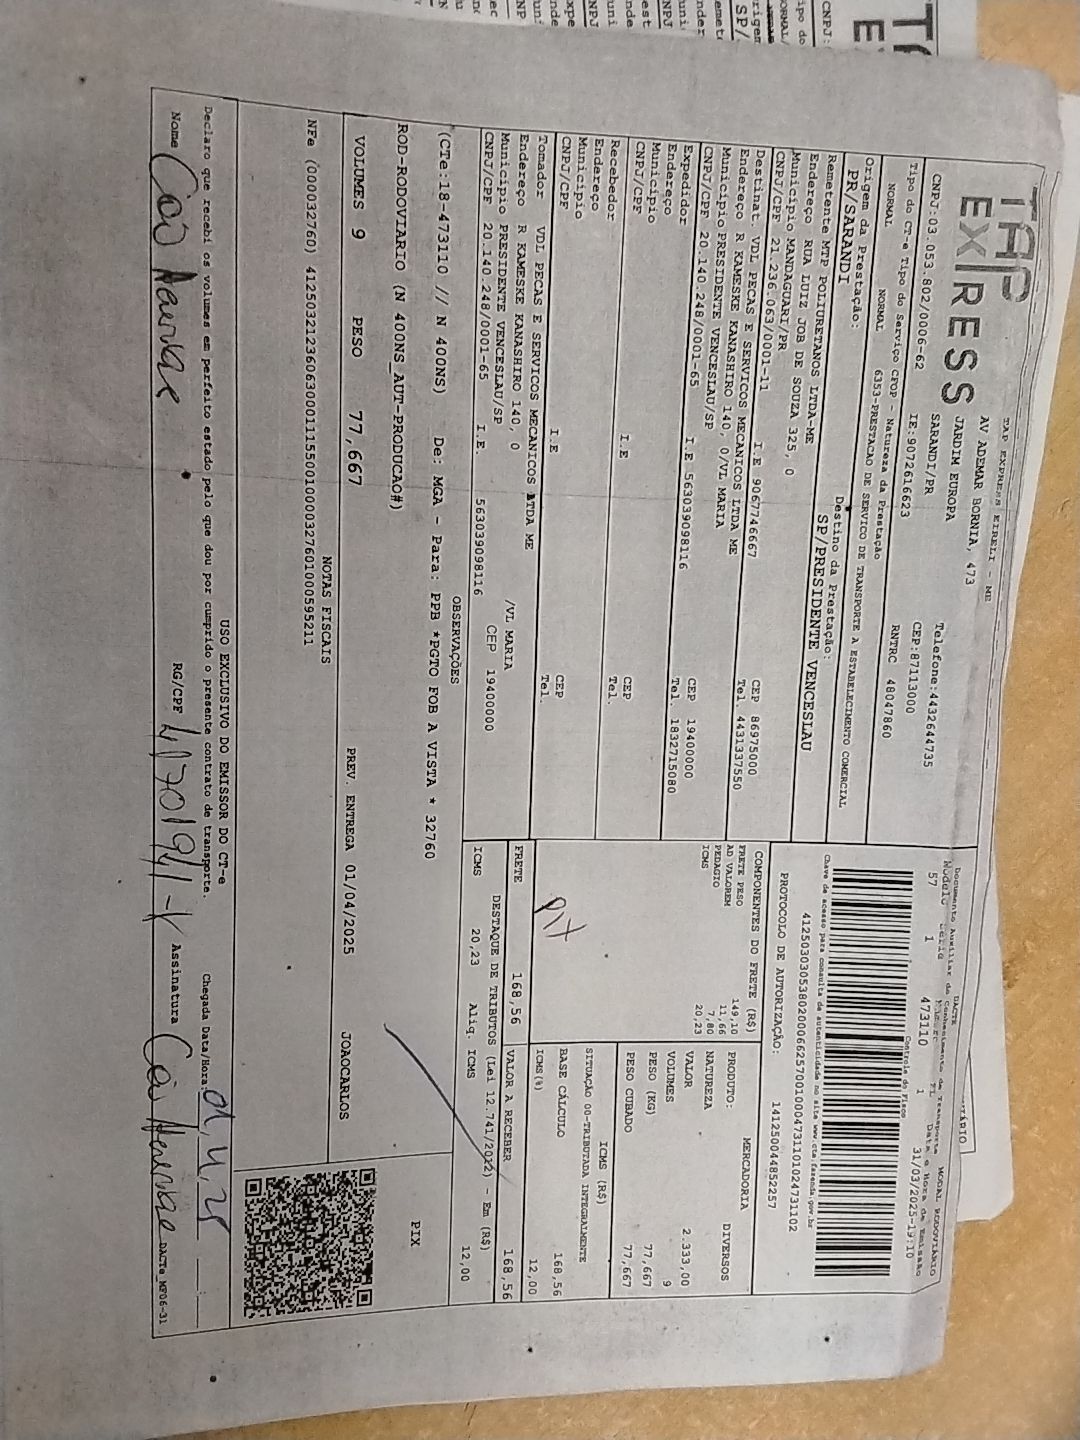 TAP
EX|RESS
TAP EXPRESS EIRELI - ME
AV ADEMAR BORNIA, 473
JARDIM EUROPA
SARANDI/PR
Telefone:4432644735
CEP:87113000
CNPJ:03.053.802/0006-62
IE:9072616623
RNTRC 48047860
Tipo do CT-e Tipo do Serviço CFOP - Natureza da Prestação
NORMAL NORMAL 6353-PRESTACAO DE SERVICO DE TRANSPORTE A ESTABELECIMENTO COMERCIAL
Origem da Prestação: Destino da Prestação:
PR/SARANDI SP/PRESIDENTE VENCESLAU
Remetente MTP POLIURETANOS LTDA-ME
Endereço RUA LUIZ JOB DE SOUZA 325, 0
Município MANDAGUARI/PR CEP 86975000
CNPJ/CPF 21.236.063/0001-11 I.E 9067746667 Tel. 4431337550
Destinat. VDL PECAS E SERVICOS MECANICOS LTDA ME
Endereço R KAMESKE KANASHIRO 140, 0/VL MARIA
Município PRESIDENTE VENCESLAU/SP CEP 19400000
CNPJ/CPF 20.140.248/0001-65 I.E 563039098116 Tel. 1832715080
Expedidor
Endereço
Município CEP
CNPJ/CPF I.E Tel.
Recebedor
Endereço
Município CEP
CNPJ/CPF I.E Tel.
Tomador VDL PECAS E SERVICOS MECANICOS LTDA ME
Endereço R KAMESKE KANASHIRO 140, 0 /VL MARIA
Município PRESIDENTE VENCESLAU/SP CEP 19400000
CNPJ/CPF 20.140.248/0001-65 I.E. 563039098116
DACTE
Documento Auxiliar de Conhecimento de Transporte MODAL RODOVIÁRIO
Modelo Série Número FL Data e Hora de Emissão
57 1 473110 1 31/03/2025-19:10
Controle do Fisco
Chave de acesso para consulta de autenticidade no site www.cte.fazenda.gov.br
41250303053802000662570010004731101024731102
PROTOCOLO DE AUTORIZAÇÃO: 141250044852257
COMPONENTES DO FRETE (R$)
FRETE PESO 149,10
AD VALOREM 11,66
PEDAGIO 7,80
ICMS 20,23
PIX
MERCADORIA
PRODUTO: DIVERSOS
NATUREZA
VALOR 2.333,00
VOLUMES 9
PESO (KG) 77,667
PESO CUBADO 77,667
ICMS (R$)
SITUAÇÃO 00-TRIBUTADA INTEGRALMENTE
BASE CÁLCULO 168,56
ICMS(%) 12,00
FRETE 168,56 VALOR A RECEBER 168,56
DESTAQUE DE TRIBUTOS (Lei 12.741/2012) - Em (R$)
ICMS 20,23 Aliq. ICMS 12,00
OBSERVAÇÕES
(CTe:18-473110 // N 400NS) De: MGA - Para: PPB *PGTO FOB A VISTA * 32760
ROD-RODOVIARIO (N 400NS_AUT-PRODUCAO#)
PIX
VOLUMES 9 PESO 77,667 PREV. ENTREGA 01/04/2025 JOAOCARLOS
NOTAS FISCAIS
NFe (000032760) 41250321236063000111550010000327601000595211
USO EXCLUSIVO DO EMISSOR DO CT-e
Declaro que recebi os volumes em perfeito estado pelo que dou por cumprido o presente contrato de transporte. Chegada Data/Hora:
Nome RG/CPF Assinatura
DACTe_MF06-31